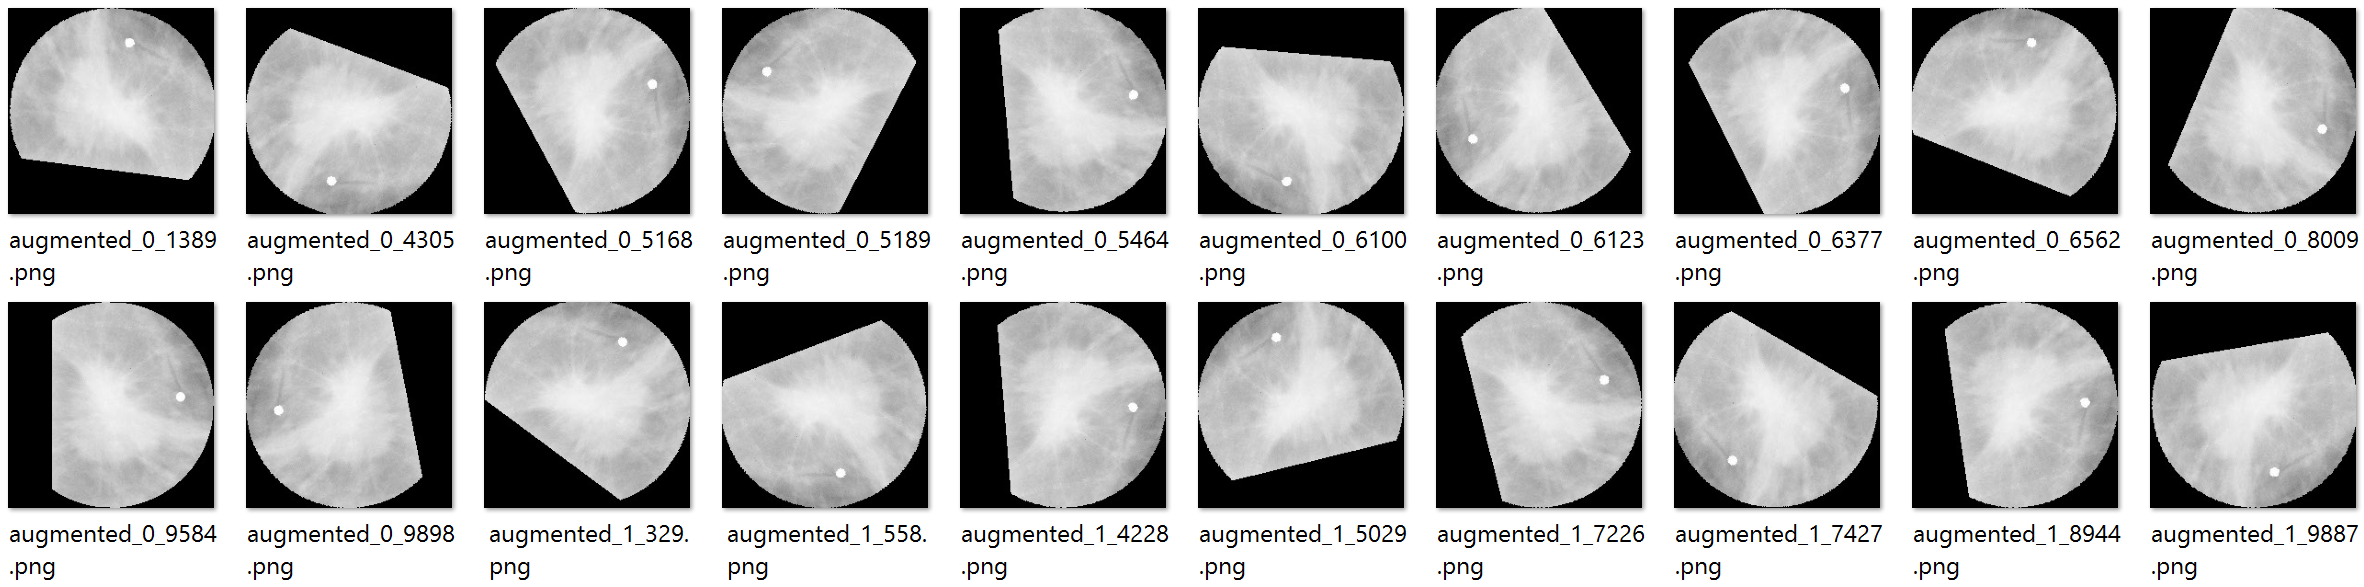 augmented_0_1389
.png
augmented_0_4305
.png
augmented_0_5168
.png
augmented_0_5189
.png
augmented_0_5464
.png
augmented_0_6100
.png
augmented_0_6123
.png
augmented_0_6377
.png
augmented_0_6562
.png
augmented_0_8009
.png
augmented_0_9584
.png
augmented_0_9898
.png
augmented_1_329.
png
augmented_1_558.
png
augmented_1_4228
.png
augmented_1_5029
.png
augmented_1_7226
.png
augmented_1_7427
.png
augmented_1_8944
.png
augmented_1_9887
.png